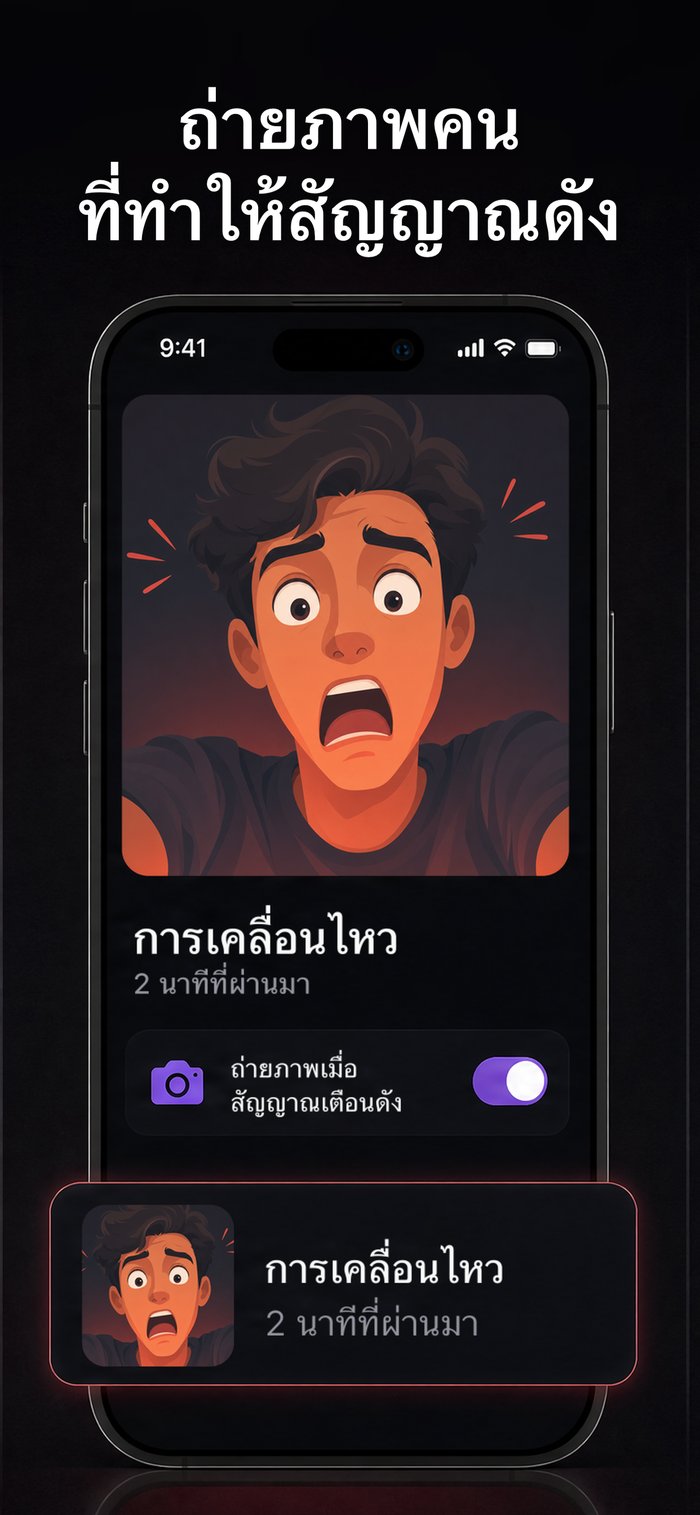 ถ่ายภาพคน
ที่ทำให้สัญญาณดัง
9:41
การเคลื่อนไหว
2 นาทีที่ผ่านมา
ถ่ายภาพเมื่อ
สัญญาณเตือนดัง
การเคลื่อนไหว
2 นาทีที่ผ่านมา